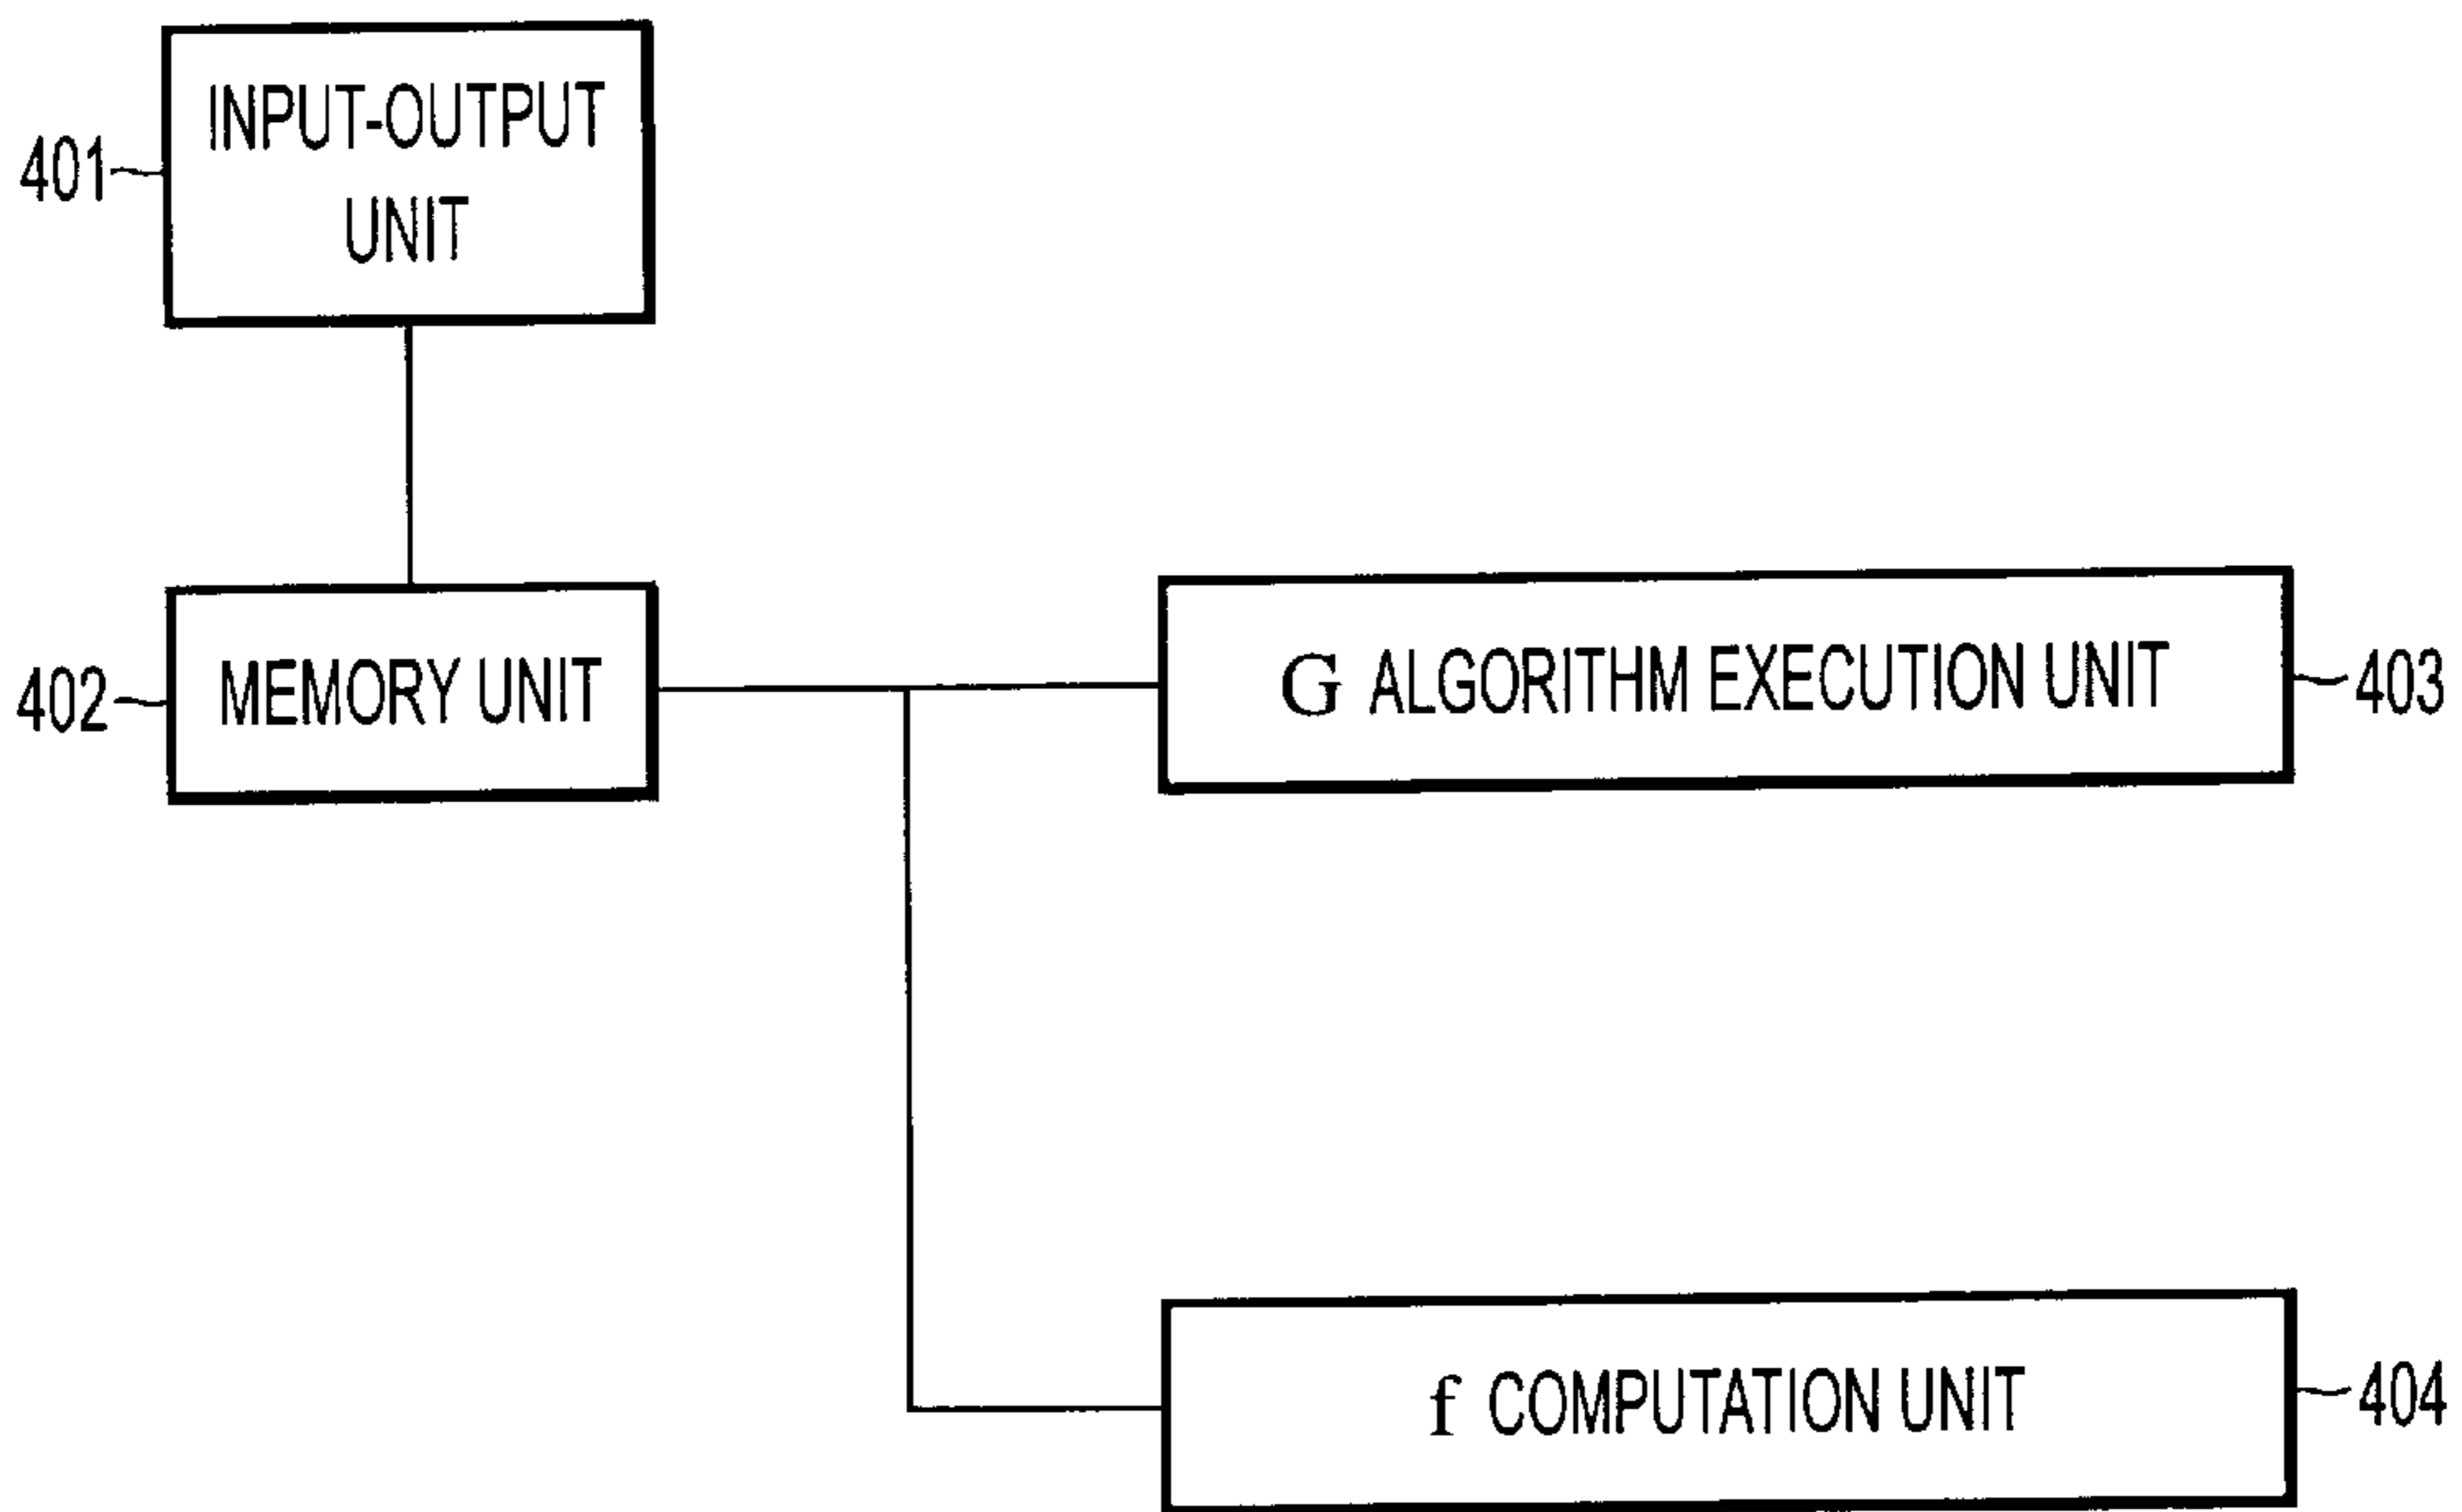 INPUT-OUTPUT
UNIT
401
MEMORY UNIT
402
G ALGORITHM EXECUTION UNIT
403
f COMPUTATION UNIT
404